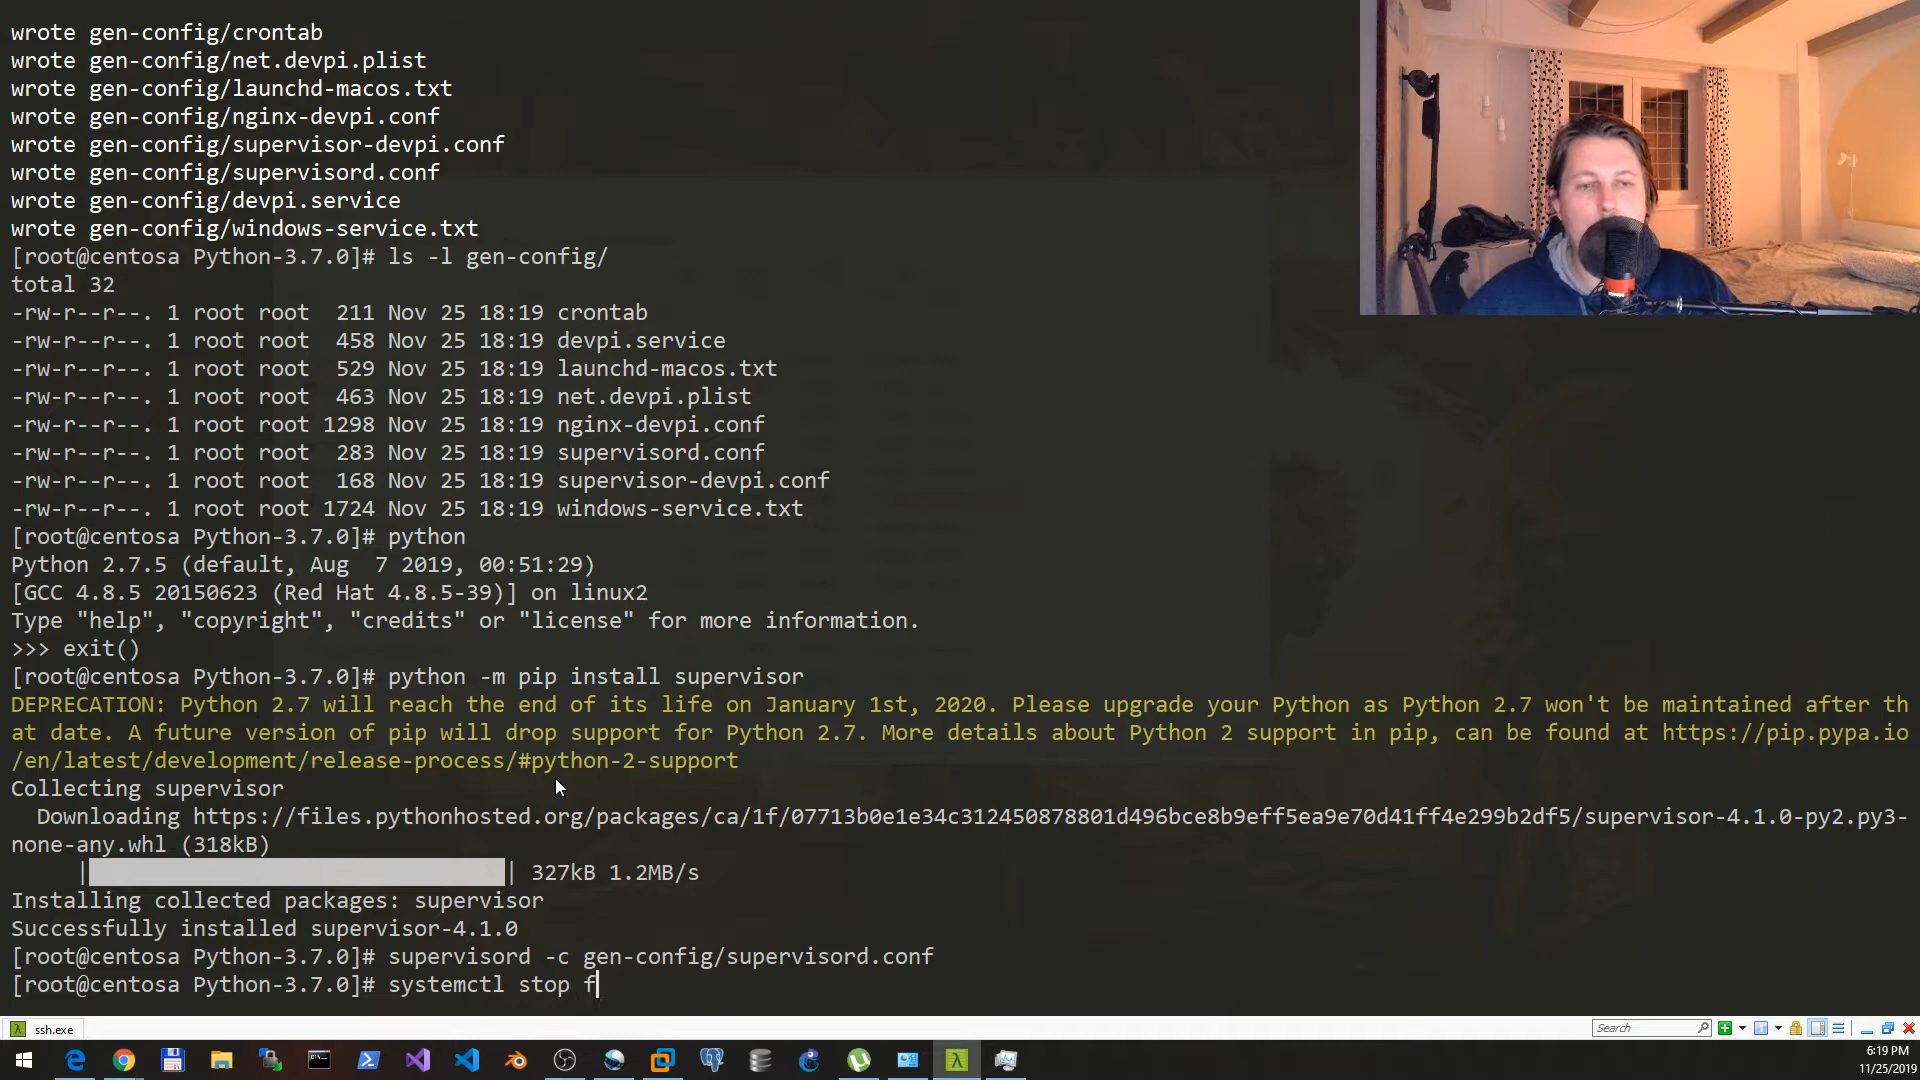 wrote gen-config/crontab
wrote gen-config/net.devpi.plist
wrote gen-config/launchd-macos.txt
wrote gen-config/nginx-devpi.conf
wrote gen-config/supervisor-devpi.conf
wrote gen-config/supervisord.conf
wrote gen-config/devpi.service
wrote gen-config/windows-service.txt
[root@centosa Python-3.7.0]# ls -l gen-config/
total 32
-rw-r--r--. 1 root root  211 Nov 25 18:19 crontab
-rw-r--r--. 1 root root  458 Nov 25 18:19 devpi.service
-rw-r--r--. 1 root root  529 Nov 25 18:19 launchd-macos.txt
-rw-r--r--. 1 root root  463 Nov 25 18:19 net.devpi.plist
-rw-r--r--. 1 root root 1298 Nov 25 18:19 nginx-devpi.conf
-rw-r--r--. 1 root root  283 Nov 25 18:19 supervisord.conf
-rw-r--r--. 1 root root  168 Nov 25 18:19 supervisor-devpi.conf
-rw-r--r--. 1 root root 1724 Nov 25 18:19 windows-service.txt
[root@centosa Python-3.7.0]# python
Python 2.7.5 (default, Aug  7 2019, 00:51:29)
[GCC 4.8.5 20150623 (Red Hat 4.8.5-39)] on linux2
Type "help", "copyright", "credits" or "license" for more information.
>>> exit()
[root@centosa Python-3.7.0]# python -m pip install supervisor
DEPRECATION: Python 2.7 will reach the end of its life on January 1st, 2020. Please upgrade your Python as Python 2.7 won't be maintained after th
at date. A future version of pip will drop support for Python 2.7. More details about Python 2 support in pip, can be found at https://pip.pypa.io
/en/latest/development/release-process/#python-2-support
Collecting supervisor
  Downloading https://files.pythonhosted.org/packages/ca/1f/07713b0e1e34c312450878801d496bce8b9eff5ea9e70d41ff4e299b2df5/supervisor-4.1.0-py2.py3-
none-any.whl (318kB)
| | 327kB 1.2MB/s
Installing collected packages: supervisor
Successfully installed supervisor-4.1.0
[root@centosa Python-3.7.0]# supervisord -c gen-config/supervisord.conf
[root@centosa Python-3.7.0]# systemctl stop f
ssh.exe
Search
6:19 PM
11/25/2019